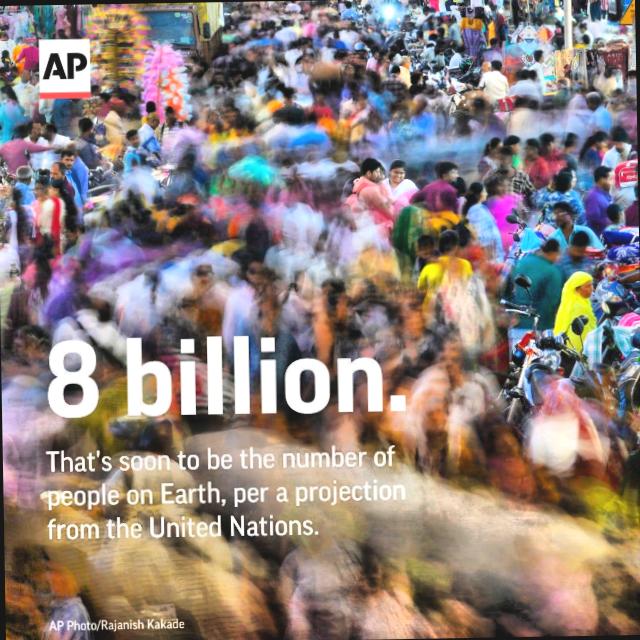 AP
8 billion.
That's soon to be the number of
people on Earth, per a projection
from the United Nations.
AP Photo/Rajanish Kakade